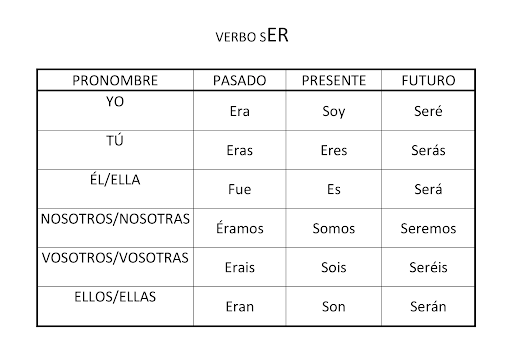 VERBO sER
PRONOMBRE PASADO PRESENTE FUTURO
YO Era Soy Seré
TÚ Eras Eres Serás
ÉL/ELLA Fue Es Será
NOSOTROS/NOSOTRAS Éramos Somos Seremos
VOSOTROS/VOSOTRAS Erais Sois Seréis
ELLOS/ELLAS Eran Son Serán